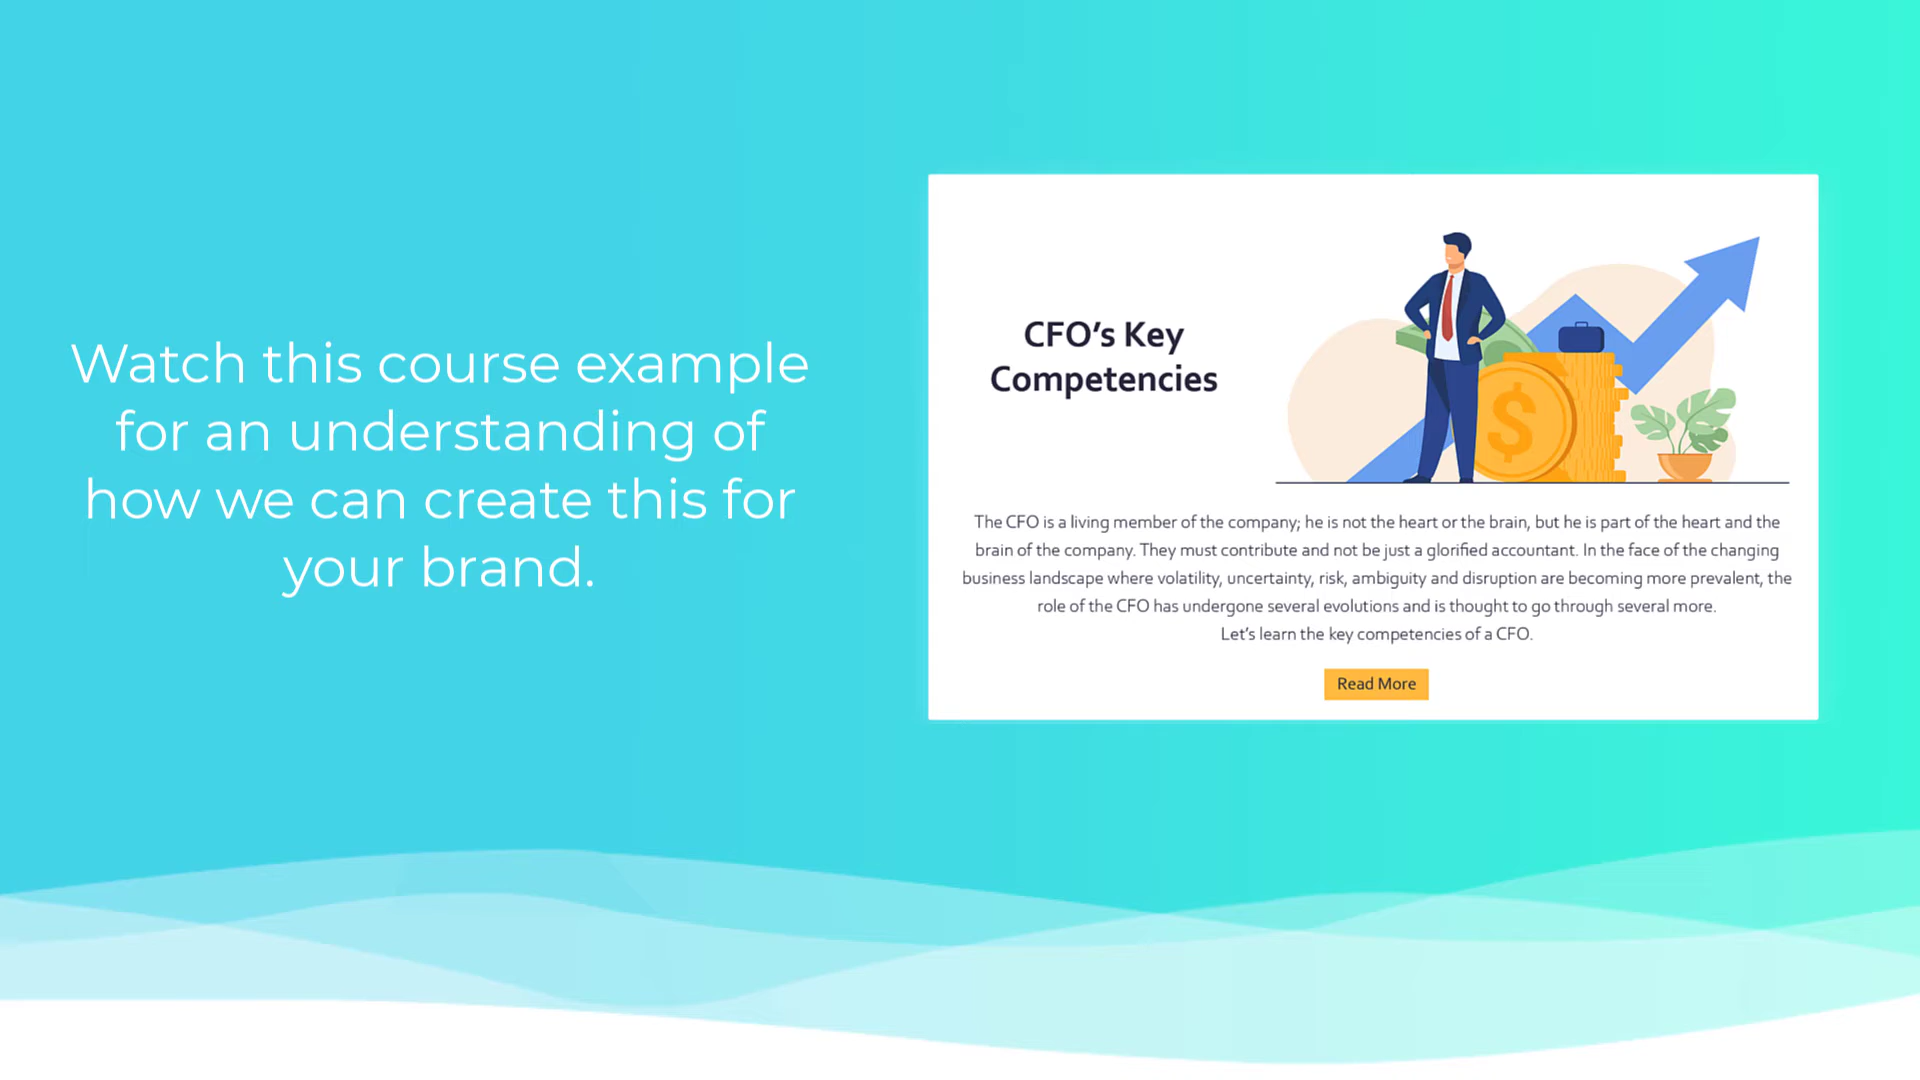 Watch this course example
for an understanding of
how we can create this for
your brand.
CFO’s Key
Competencies
$
The CFO is a living member of the company; he is not the heart or the brain, but he is part of the heart and the
brain of the company. They must contribute and not be just a glorified accountant. In the face of the changing
business landscape where volatility, uncertainty, risk, ambiguity and disruption are becoming more prevalent, the
role of the CFO has undergone several evolutions and is thought to go through several more.
Let’s learn the key competencies of a CFO.
Read More